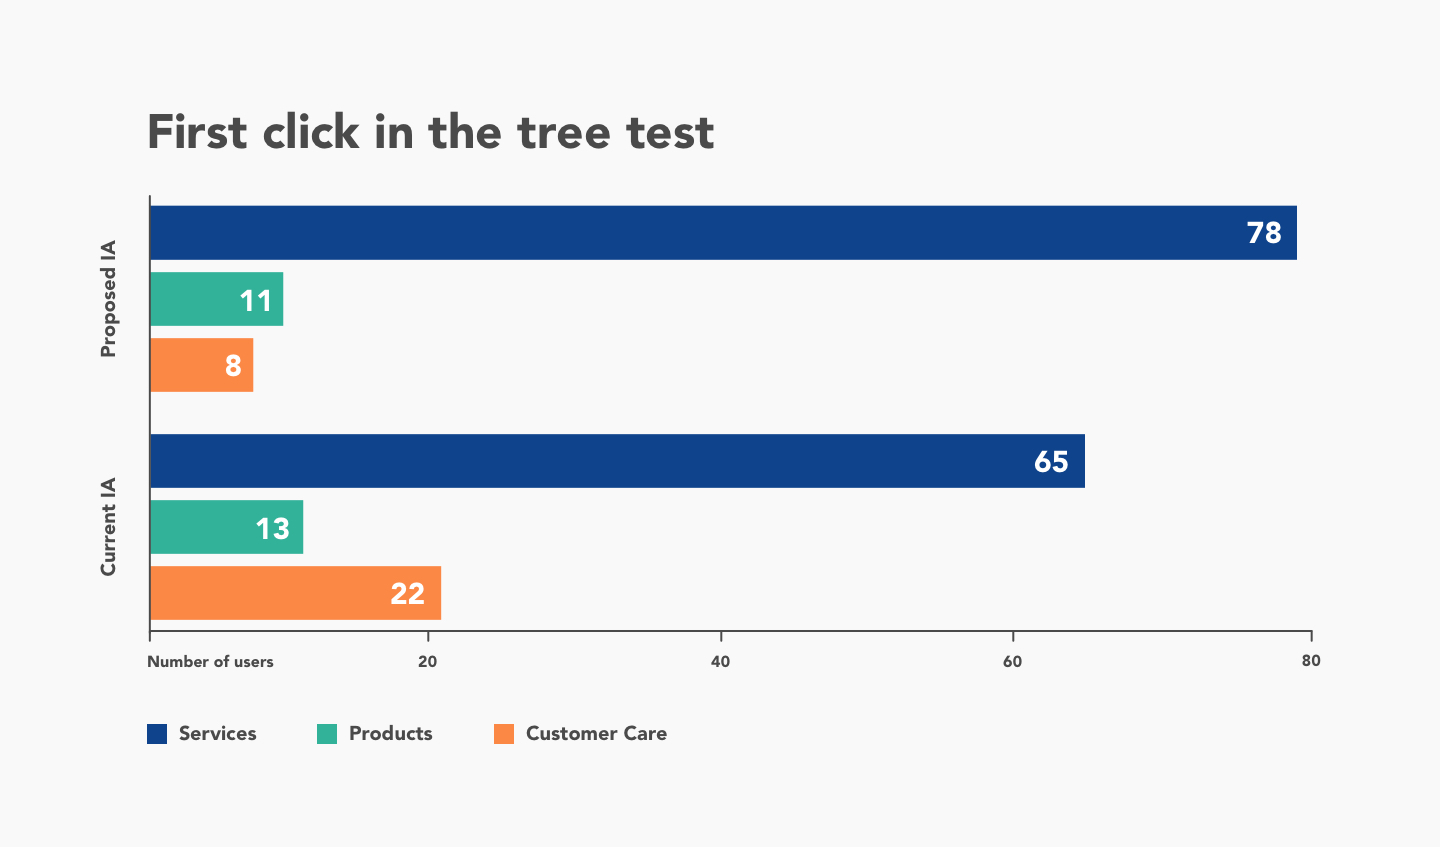 First click in the tree test
Proposed IA
78
11
8
Current IA
65
13
22
Number of users 20 40 60 80
Services Products Customer Care